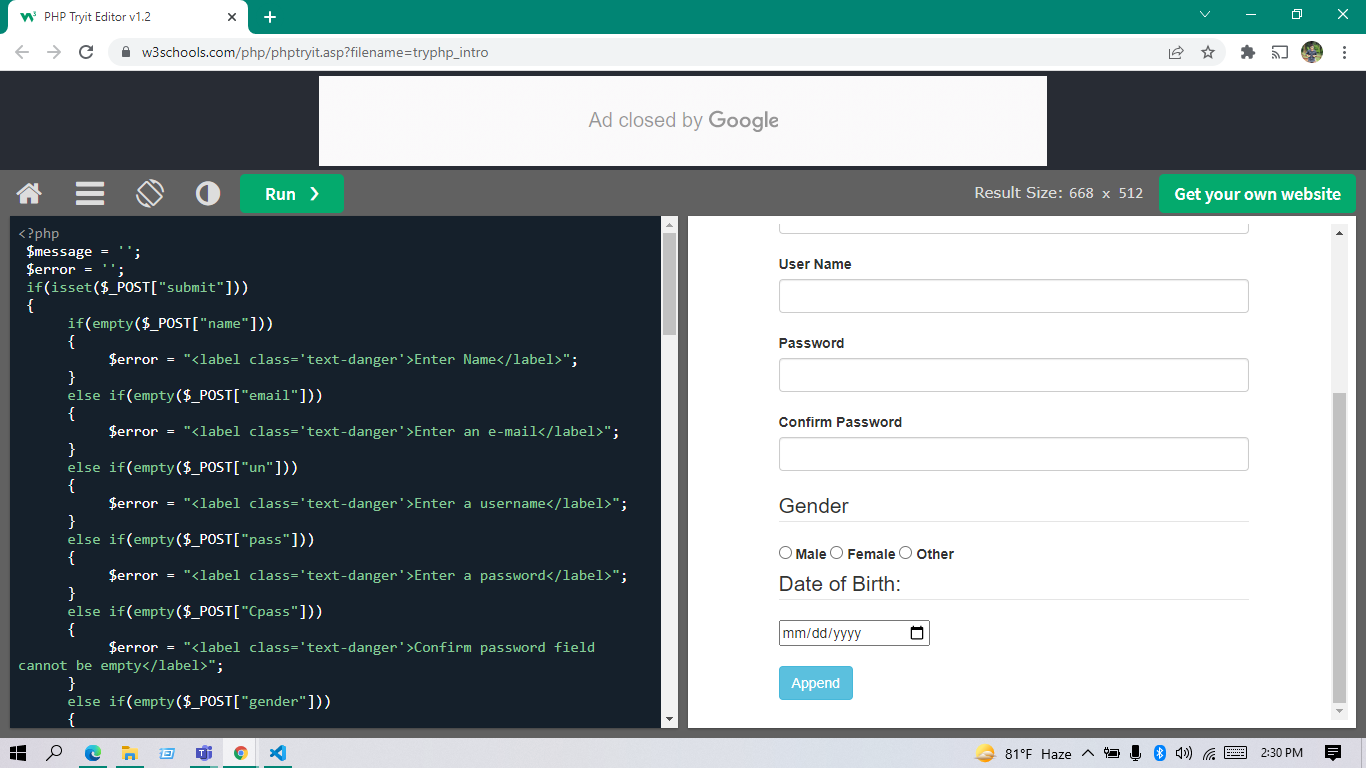 PHP Tryit Editor v1.2
w3schools.com/php/phptryit.asp?filename=tryphp_intro
Ad closed by Google
Run ❯
Result Size: 668 x 512
Get your own website
<?php
$message = '';
$error = '';
if(isset($_POST["submit"]))
{
if(empty($_POST["name"]))
{
$error = "<label class='text-danger'>Enter Name</label>";
}
else if(empty($_POST["email"]))
{
$error = "<label class='text-danger'>Enter an e-mail</label>";
}
else if(empty($_POST["un"]))
{
$error = "<label class='text-danger'>Enter a username</label>";
}
else if(empty($_POST["pass"]))
{
$error = "<label class='text-danger'>Enter a password</label>";
}
else if(empty($_POST["Cpass"]))
{
$error = "<label class='text-danger'>Confirm password field
cannot be empty</label>";
}
else if(empty($_POST["gender"]))
{
User Name
Password
Confirm Password
Gender
Male Female Other
Date of Birth:
mm/dd/yyyy
Append
81°F Haze
2:30 PM